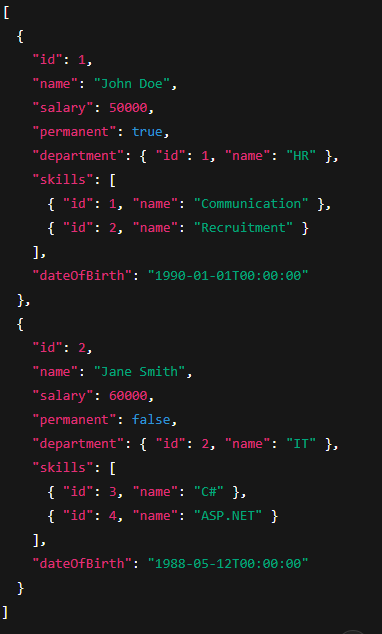 [
  {
    "id": 1,
    "name": "John Doe",
    "salary": 50000,
    "permanent": true,
    "department": { "id": 1, "name": "HR" },
    "skills": [
      { "id": 1, "name": "Communication" },
      { "id": 2, "name": "Recruitment" }
    ],
    "dateOfBirth": "1990-01-01T00:00:00"
  },
  {
    "id": 2,
    "name": "Jane Smith",
    "salary": 60000,
    "permanent": false,
    "department": { "id": 2, "name": "IT" },
    "skills": [
      { "id": 3, "name": "C#" },
      { "id": 4, "name": "ASP.NET" }
    ],
    "dateOfBirth": "1988-05-12T00:00:00"
  }
]